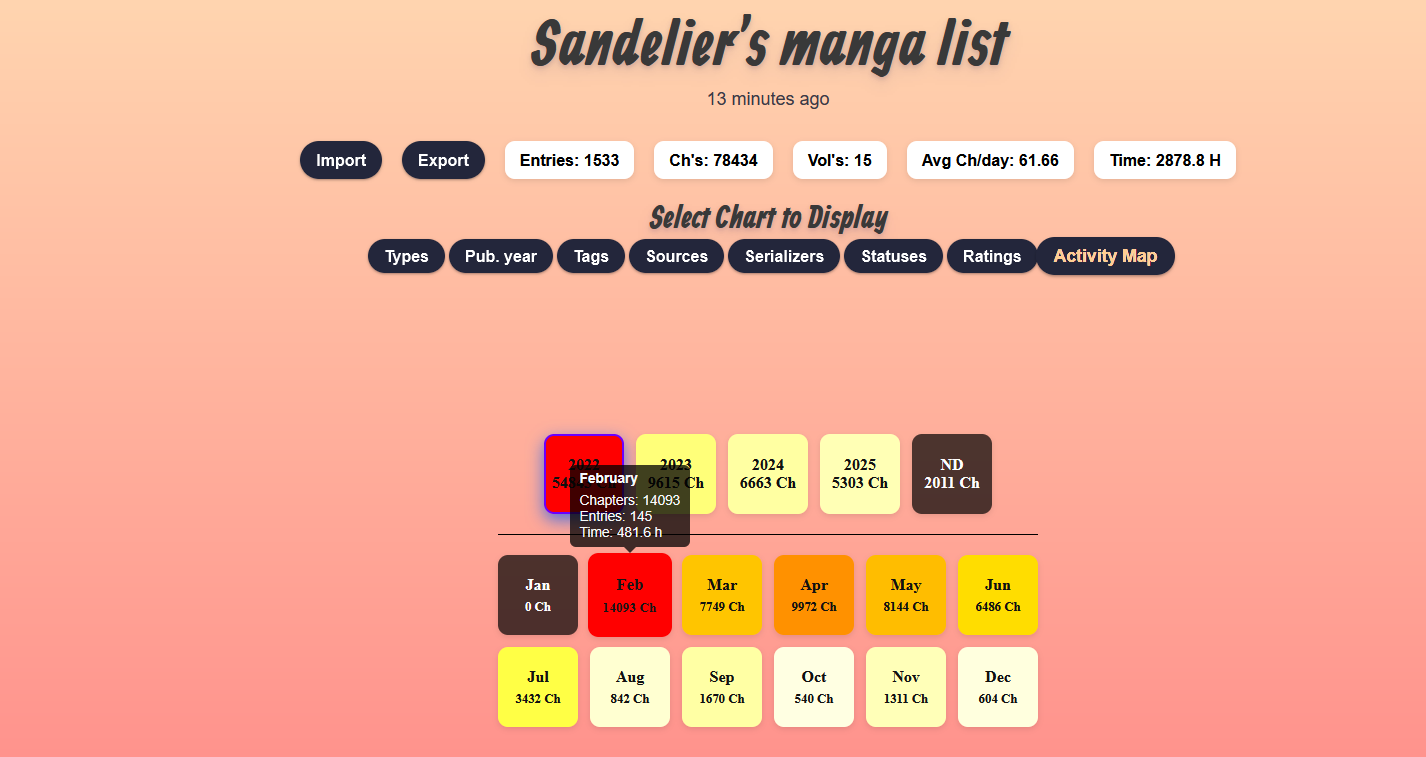 Sandelier's manga list
13 minutes ago
Import
Export
Entries: 1533
Ch's: 78434
Vol's: 15
Avg Ch/day: 61.66
Time: 2878.8 H
Select Chart to Display
Types
Pub. year
Tags
Sources
Serializers
Statuses
Ratings
Activity Map
2022
2023
9615 Ch
2024
6663 Ch
2025
5303 Ch
ND
2011 Ch
February
Chapters: 14093
Entries: 145
Time: 481.6 h
Jan
0 Ch
Feb
14093 Ch
Mar
7749 Ch
Apr
9972 Ch
May
8144 Ch
Jun
6486 Ch
Jul
3432 Ch
Aug
842 Ch
Sep
1670 Ch
Oct
540 Ch
Nov
1311 Ch
Dec
604 Ch